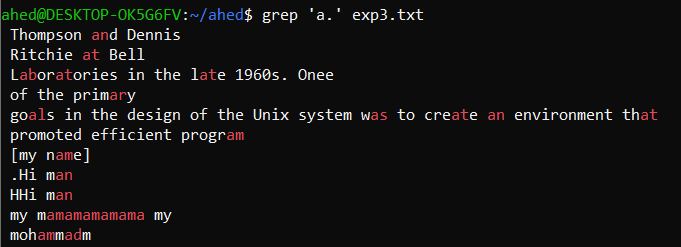 ahed@DESKTOP-OK5G6FV:~/ahed$ grep 'a.' exp3.txt
Thompson and Dennis
Ritchie at Bell
Laboratories in the late 1960s. Onee
of the primary
goals in the design of the Unix system was to create an environment that
promoted efficient program
[my name]
.Hi man
HHi man
my mamamamamama my
mohammadm